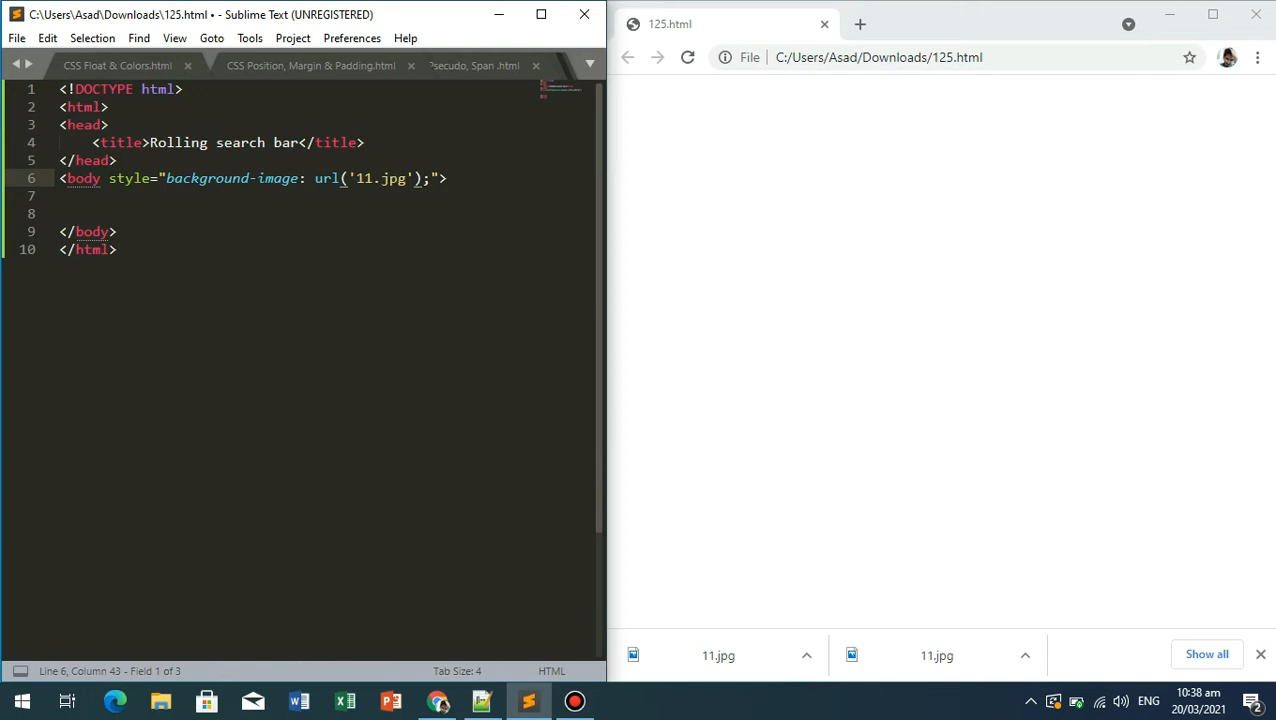 C:\Users\Asad\Downloads\125.html • - Sublime Text (UNREGISTERED)
File Edit Selection View Goto Tools Project Preferences Help
CSS Float & Colors.html
CSS Position, Margin & Padding.html
Psecudo, Span .html
1 <!DOCTYPE html>
2 <html>
3 <head>
4 <title>Rolling search bar</title>
5 </head>
6 <body style="background-image: url('11.jpg');">
7
8
9 </body>
10 </html>
Line 6, Column 43 - Field 1 of 3
Tab Size: 4
HTML
125.html
File
C:/Users/Asad/Downloads/125.html
11.jpg
11.jpg
Show all
ENG
20/03/2021
2